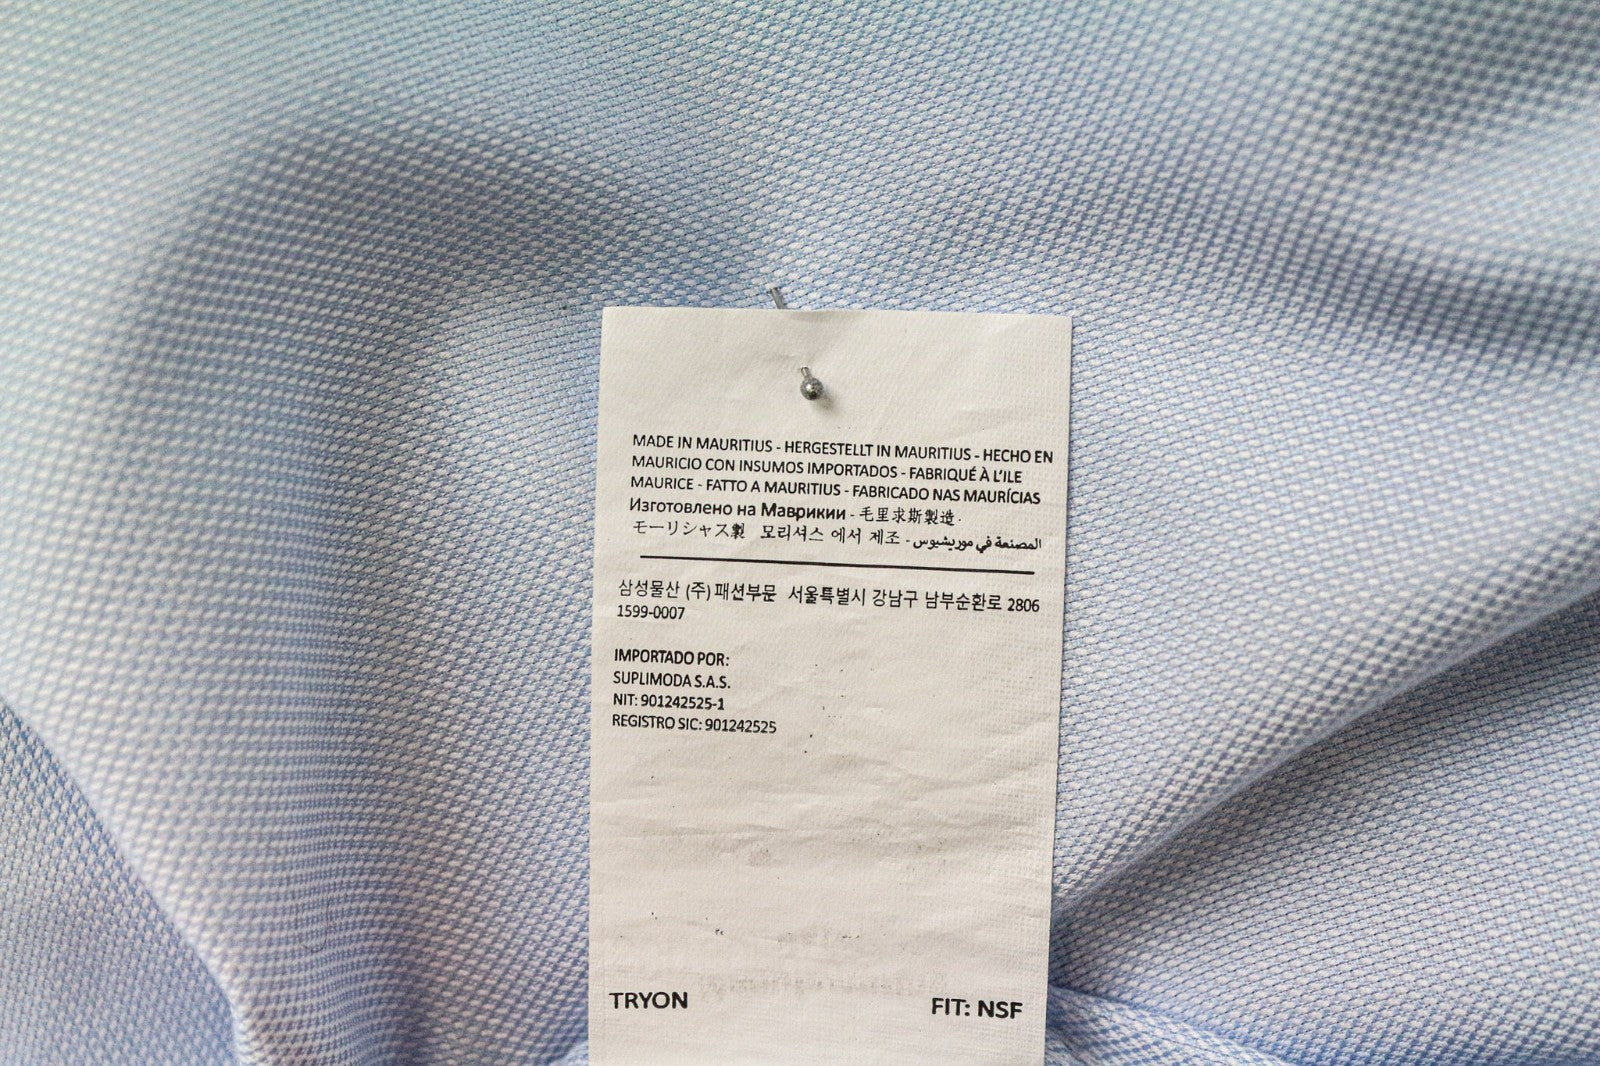 MADE IN MAURITIUS - HERGESTELLT IN MAURITIUS - HECHO EN
MAURICIO CON INSUMOS IMPORTADOS - FABRIQUÉ À L'ILE
MAURICE - FATTO A MAURITIUS - FABRICADO NAS MAURÍCIAS
Изготовлено на Маврикии - 毛里求斯製造 -
モーリシャス製 모리셔스 에서 제조 - المصنعة في موريشيوس
삼성물산 (주) 패션부문 서울특별시 강남구 남부순환로 2806
1599-0007
IMPORTADO POR:
SUPLIMODA S.A.S.
NIT: 901242525-1
REGISTRO SIC: 901242525
TRYON FIT: NSF